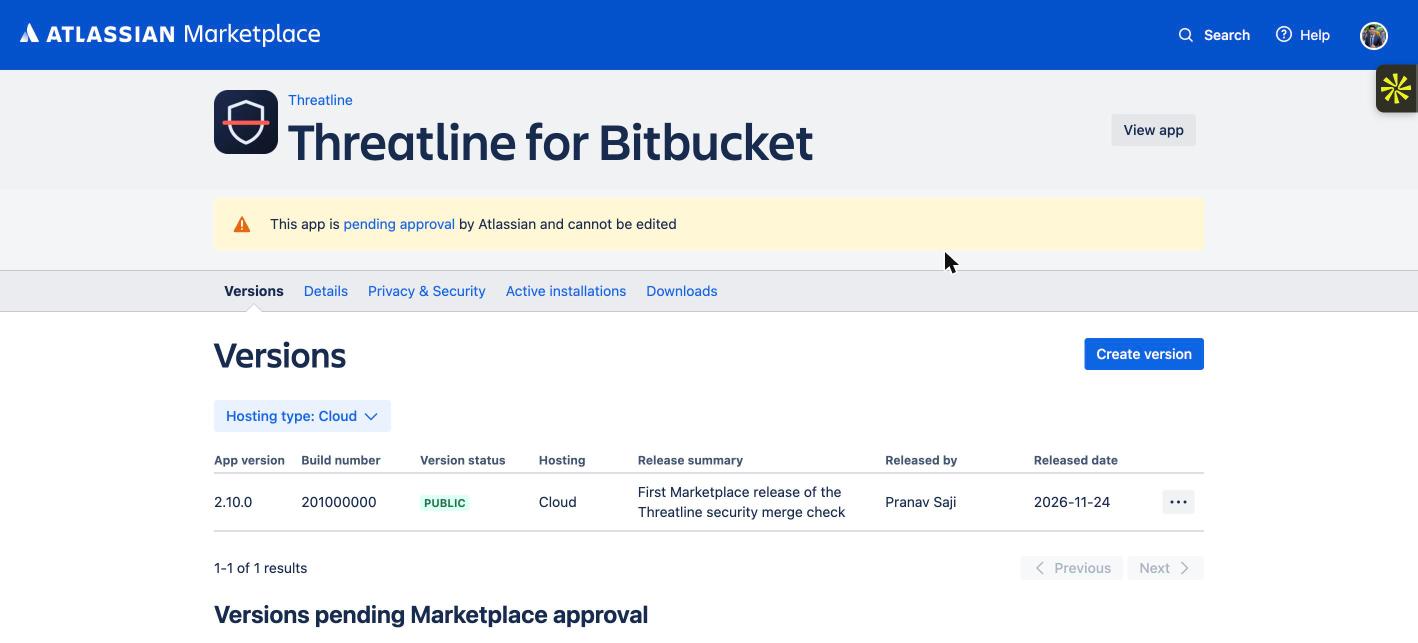 ATLASSIAN Marketplace
Search
Help
Threatline
Threatline for Bitbucket
View app
This app is pending approval by Atlassian and cannot be edited
Versions Details Privacy & Security Active installations Downloads
Versions
Create version
Hosting type: Cloud
App version Build number Version status Hosting Release summary Released by Released date
2.10.0 201000000 PUBLIC Cloud First Marketplace release of the Pranav Saji 2026-11-24
Threatline security merge check
1-1 of 1 results
Previous Next
Versions pending Marketplace approval